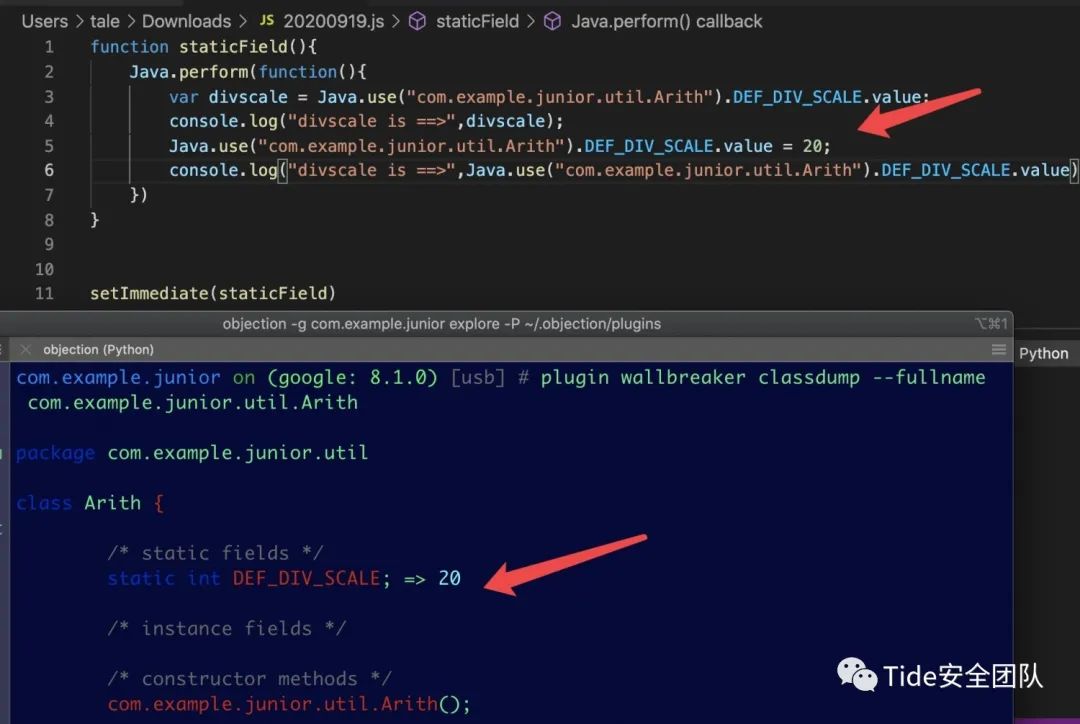 Users > tale > Downloads > JS 20200919.js > staticField > Java.perform() callback
1 function staticField(){
2 Java.perform(function(){
3 var divscale = Java.use("com.example.junior.util.Arith").DEF_DIV_SCALE.value;
4 console.log("divscale is ==>",divscale);
5 Java.use("com.example.junior.util.Arith").DEF_DIV_SCALE.value = 20;
6 console.log("divscale is ==>",Java.use("com.example.junior.util.Arith").DEF_DIV_SCALE.value)
7 })
8 }
9
10
11 setImmediate(staticField)
objection -g com.example.junior explore -P ~/.objection/plugins ⌥⌘1
objection (Python)
Python
com.example.junior on (google: 8.1.0) [usb] # plugin wallbreaker classdump --fullname
com.example.junior.util.Arith
package com.example.junior.util
class Arith {
/* static fields */
static int DEF_DIV_SCALE; => 20
/* instance fields */
/* constructor methods */
com.example.junior.util.Arith();
Tide安全团队